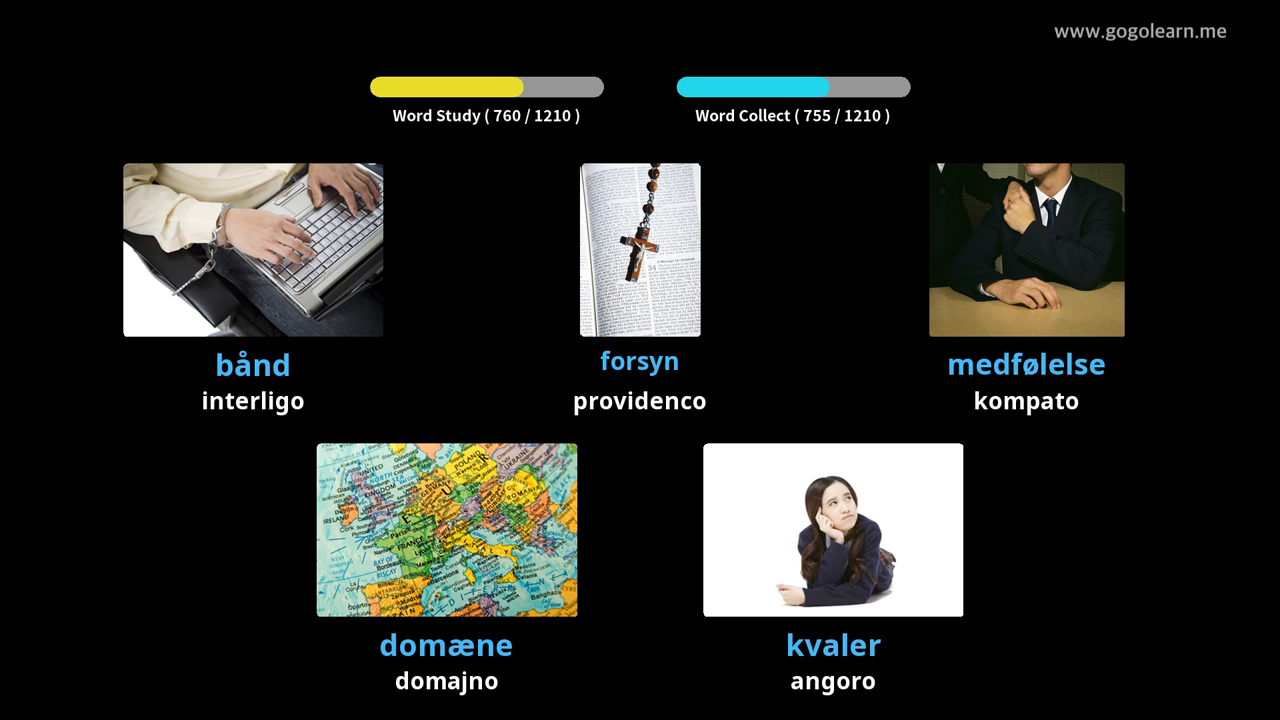 www.gogolearn.me
Word Study ( 760 / 1210 )
Word Collect ( 755 / 1210 )
bånd
forsyn
medfølelse
interligo
providenco
kompato
domæne
kvaler
domajno
angoro